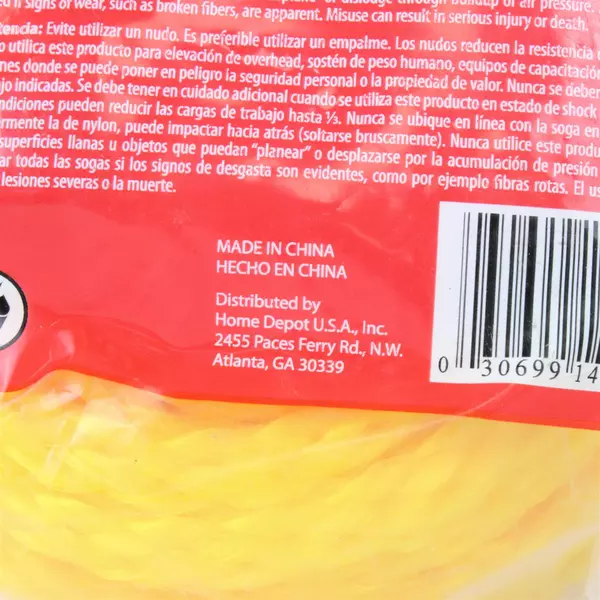 ed if signs of wear, such as broken fibers, are apparent. Misuse can result in serious injury or death.
tencia: Evite utilizar un nudo. Es preferible utilizar un empalme. Los nudos reducen la resistencia
o utilice este producto para elevación de overhead, sostén de peso humano, equipos de capacitación
nes donde se puede poner en peligro la seguridad personal o la propiedad de valor. Nunca se deben
jo indicadas. Se debe tener en cuidado adicional cuando se utiliza este producto en estado de shock
ndiciones pueden reducir las cargas de trabajo hasta ⅓. Nunca se ubique en línea con la soga en
rmente la de nylon, puede impactar hacia atrás (soltarse bruscamente). Nunca utilice este produ
superficies llanas u objetos que puedan "planear" o desplazarse por la acumulación de presión
ar todas las sogas si los signos de desgasta son evidentes, como por ejemplo fibras rotas. El us
lesiones severas o la muerte.
MADE IN CHINA
HECHO EN CHINA
Distributed by
Home Depot U.S.A., Inc.
2455 Paces Ferry Rd., N.W.
Atlanta, GA 30339
0 30699 14